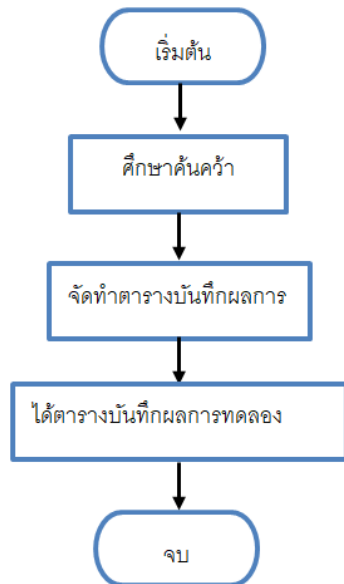 เริ่มต้น
ศึกษาค้นคว้า
จัดทำตารางบันทึกผลการ
ได้ตารางบันทึกผลการทดลอง
จบ